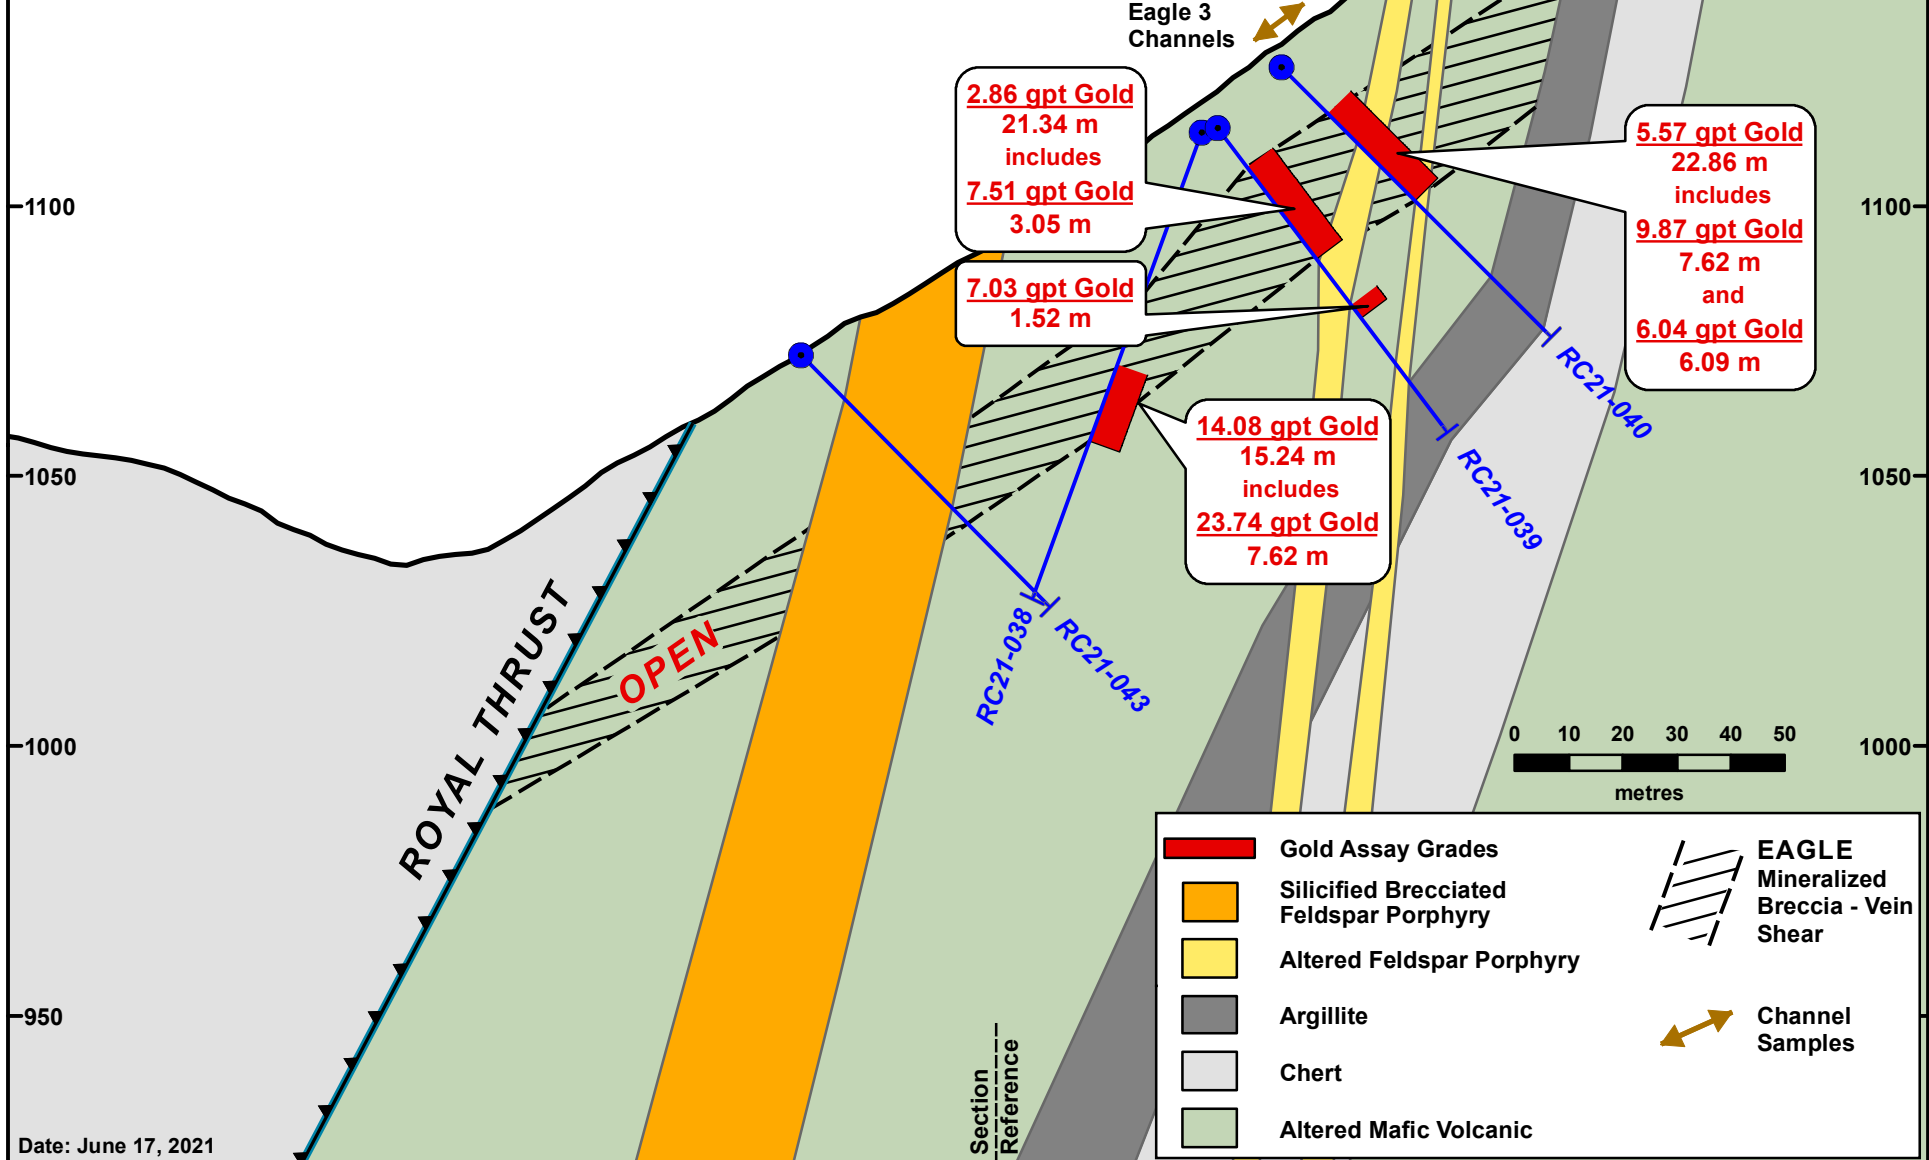 Eagle 3
Channels
2.86 gpt Gold
21.34 m
includes
7.51 gpt Gold
3.05 m
7.03 gpt Gold
1.52 m
5.57 gpt Gold
22.86 m
includes
9.87 gpt Gold
7.62 m
and
6.04 gpt Gold
6.09 m
14.08 gpt Gold
15.24 m
includes
23.74 gpt Gold
7.62 m
1100
1050
1000
950
1100
1050
1000
RC21-040
RC21-039
RC21-038
RC21-043
ROYAL THRUST
OPEN
0 10 20 30 40 50
metres
Gold Assay Grades
Silicified Brecciated
Feldspar Porphyry
Altered Feldspar Porphyry
Argillite
Chert
Altered Mafic Volcanic
EAGLE
Mineralized
Breccia - Vein
Shear
Channel
Samples
Section
Reference
Date: June 17, 2021